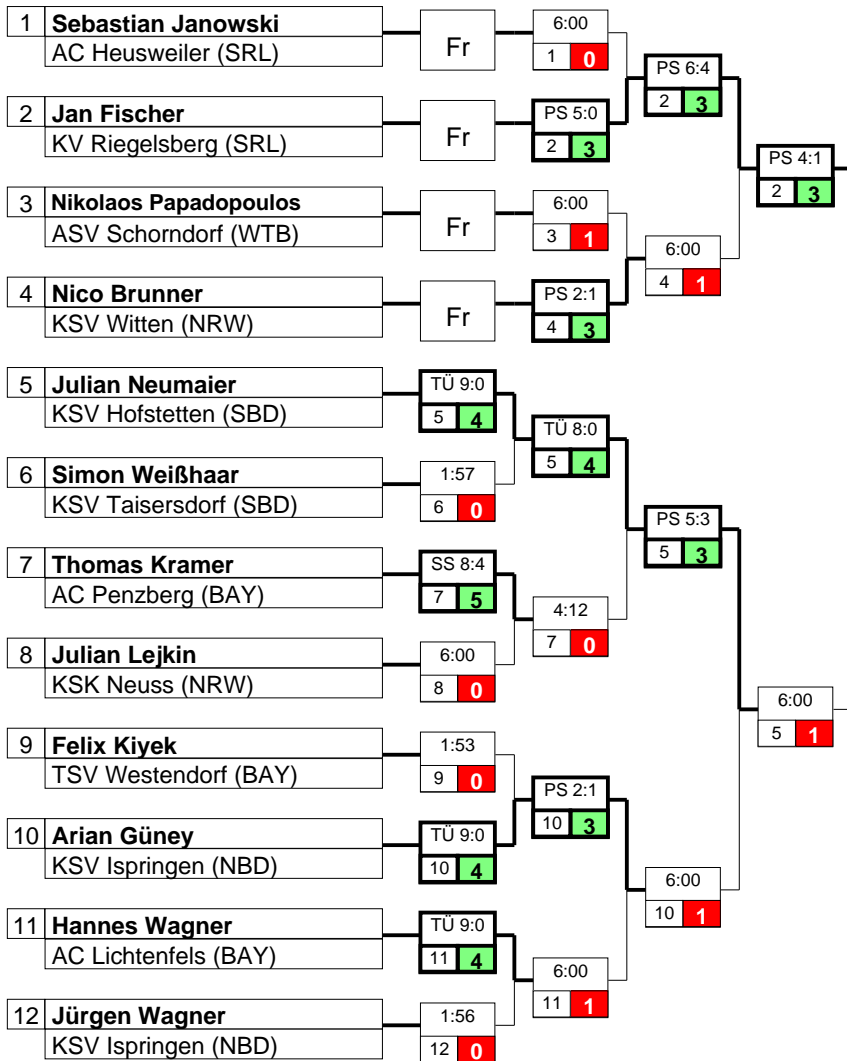 1 Sebastian Janowski
AC Heusweiler (SRL)
Fr
6:00
1 0
PS 6:4
2 3
2 Jan Fischer
KV Riegelsberg (SRL)
Fr
PS 5:0
2 3
PS 4:1
2 3
3 Nikolaos Papadopoulos
ASV Schorndorf (WTB)
Fr
6:00
3 1
6:00
4 1
4 Nico Brunner
KSV Witten (NRW)
Fr
PS 2:1
4 3
5 Julian Neumaier
KSV Hofstetten (SBD)
TÜ 9:0
5 4
TÜ 8:0
5 4
6 Simon Weißhaar
KSV Taisersdorf (SBD)
1:57
6 0
PS 5:3
5 3
7 Thomas Kramer
AC Penzberg (BAY)
SS 8:4
7 5
4:12
7 0
8 Julian Lejkin
KSK Neuss (NRW)
6:00
8 0
6:00
5 1
9 Felix Kiyek
TSV Westendorf (BAY)
1:53
9 0
PS 2:1
10 3
10 Arian Güney
KSV Ispringen (NBD)
TÜ 9:0
10 4
6:00
10 1
11 Hannes Wagner
AC Lichtenfels (BAY)
TÜ 9:0
11 4
6:00
11 1
12 Jürgen Wagner
KSV Ispringen (NBD)
1:56
12 0